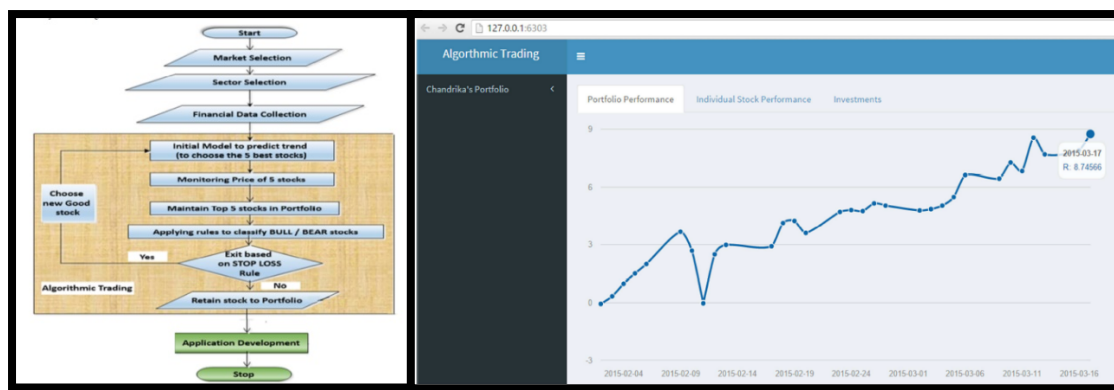 Start
Market Selection
Sector Selection
Financial Data Collection
Initial Model to predict trend
(to choose the 5 best stocks)
Monitoring Price of 5 stocks
Choose
new Good
stock
Maintain Top 5 stocks in Portfolio
Applying rules to classify BULL / BEAR stocks
Yes
Exit based
on STOP LOSS
Rule
No
Algorithmic Trading
Retain stock to Portfolio
Application Development
Stop
127.0.0.1:6303
Algorthmic Trading
Chandrika's Portfolio
Portfolio Performance Individual Stock Performance Investments
9
2015-03-17
R: 8.74566
6
3
0
-3
2015-02-04 2015-02-09 2015-02-14 2015-02-19 2015-02-24 2015-03-01 2015-03-06 2015-03-11 2015-03-16